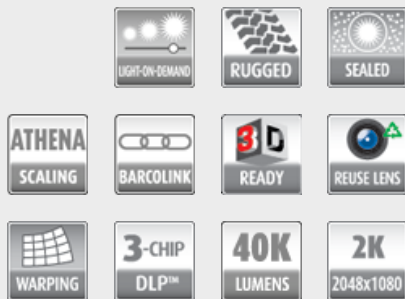 LIGHT-ON-DEMAND
RUGGED
SEALED
ATHENA
SCALING
BARCOLINK
3D
READY
REUSE LENS
WARPING
3-CHIP
DLP™
40K
LUMENS
2K
2048x1080